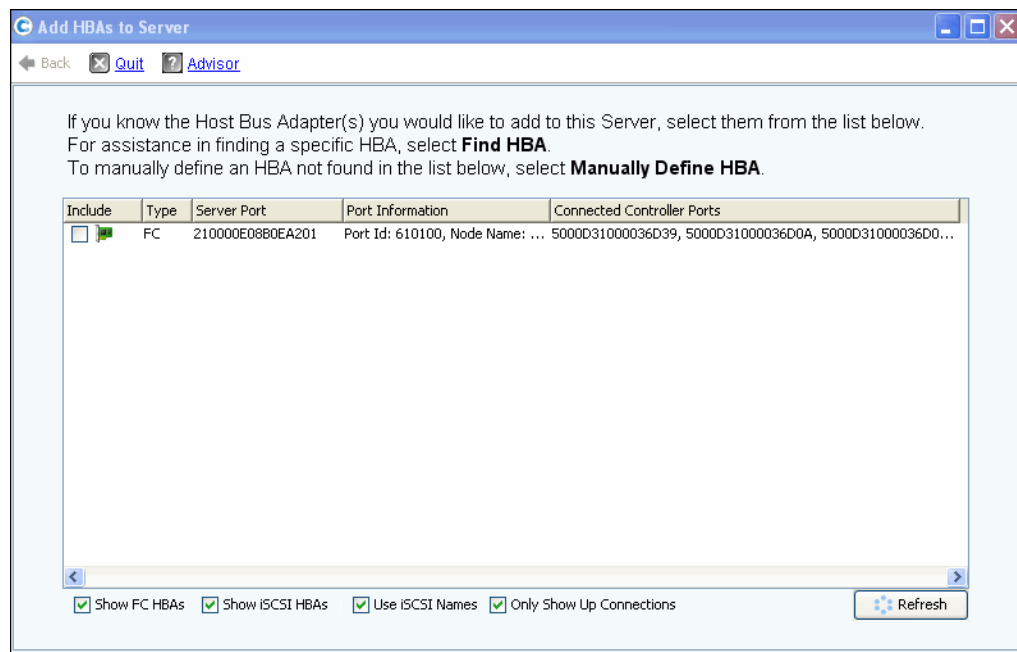 Add HBAs to Server
Back Quit Advisor
If you know the Host Bus Adapter(s) you would like to add to this Server, select them from the list below.
For assistance in finding a specific HBA, select Find HBA.
To manually define an HBA not found in the list below, select Manually Define HBA.
Include Type Server Port Port Information Connected Controller Ports
FC 210000E08B0EA201 Port Id: 610100, Node Name: ... 5000D31000036D39, 5000D31000036D0A, 5000D31000036D0...
Show FC HBAs Show iSCSI HBAs Use iSCSI Names Only Show Up Connections Refresh